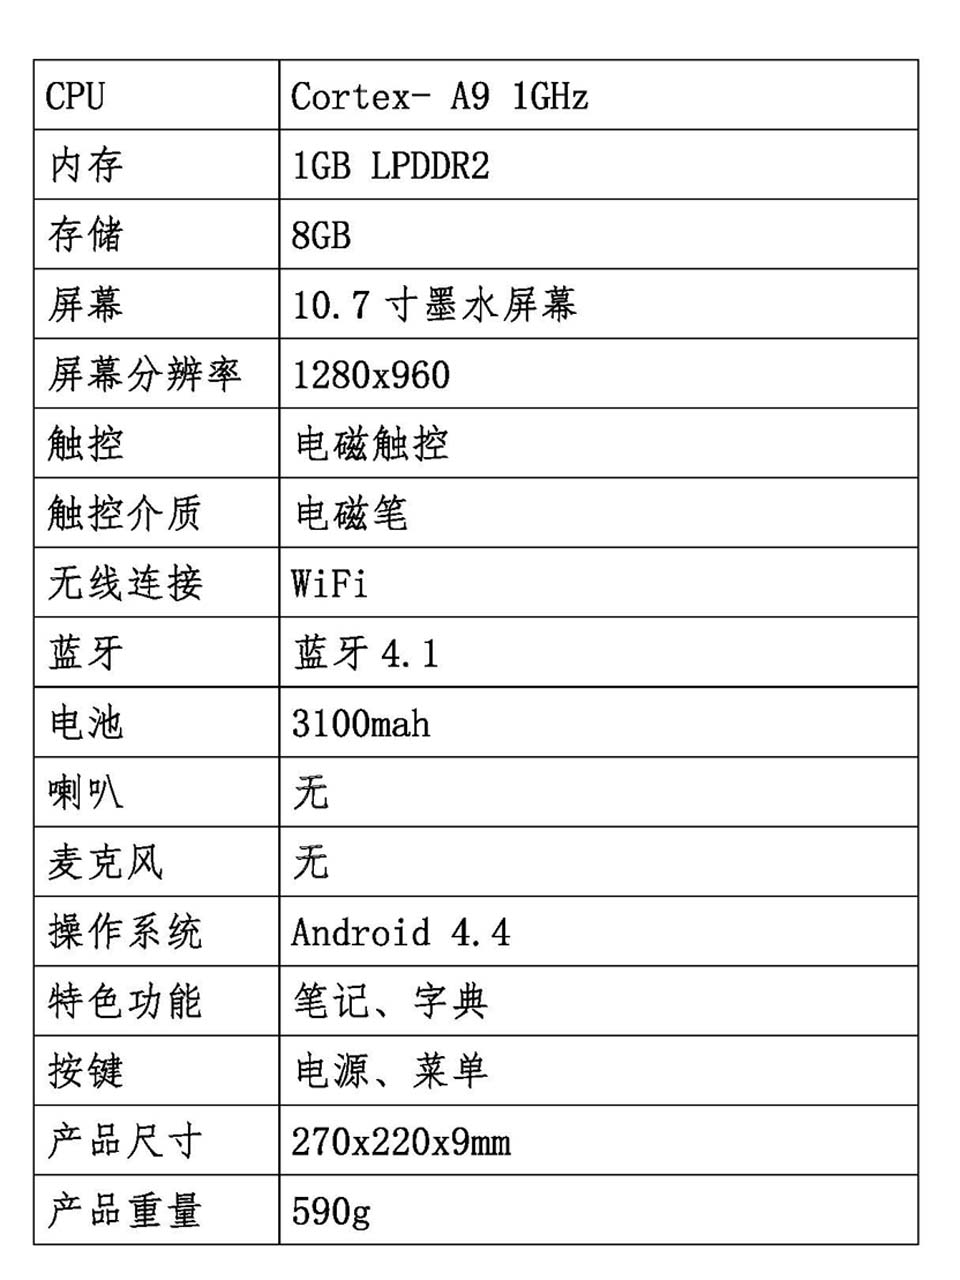 CPU Cortex- A9 1GHz
内存 1GB LPDDR2
存储 8GB
屏幕 10.7寸墨水屏幕
屏幕分辨率 1280x960
触控 电磁触控
触控介质 电磁笔
无线连接 WiFi
蓝牙 蓝牙4.1
电池 3100mah
喇叭 无
麦克风 无
操作系统 Android 4.4
特色功能 笔记、字典
按键 电源、菜单
产品尺寸 270x220x9mm
产品重量 590g